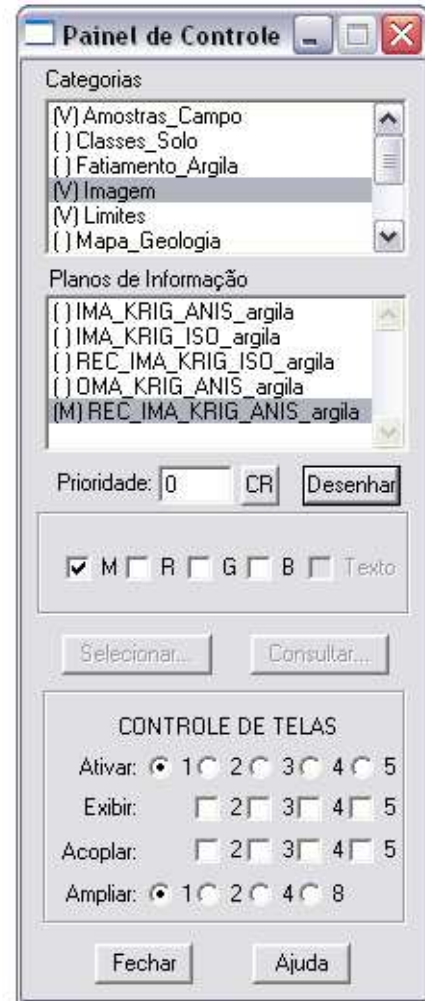 Painel de Controle
Categorias
(V) Amostras_Campo
( ) Classes_Solo
( ) Fatiamento_Argila
(V) Imagem
(V) Limites
( ) Mapa_Geologia
Planos de Informação
( ) IMA_KRIG_ANIS_argila
( ) IMA_KRIG_ISO_argila
( ) REC_IMA_KRIG_ISO_argila
( ) OMA_KRIG_ANIS_argila
(M) REC_IMA_KRIG_ANIS_argila
Prioridade: 0 CR Desenhar
M R G B Texto
Selecionar... Consultar...
CONTROLE DE TELAS
Ativar: 1 2 3 4 5
Exibir: 2 3 4 5
Acoplar: 2 3 4 5
Ampliar: 1 2 4 8
Fechar Ajuda